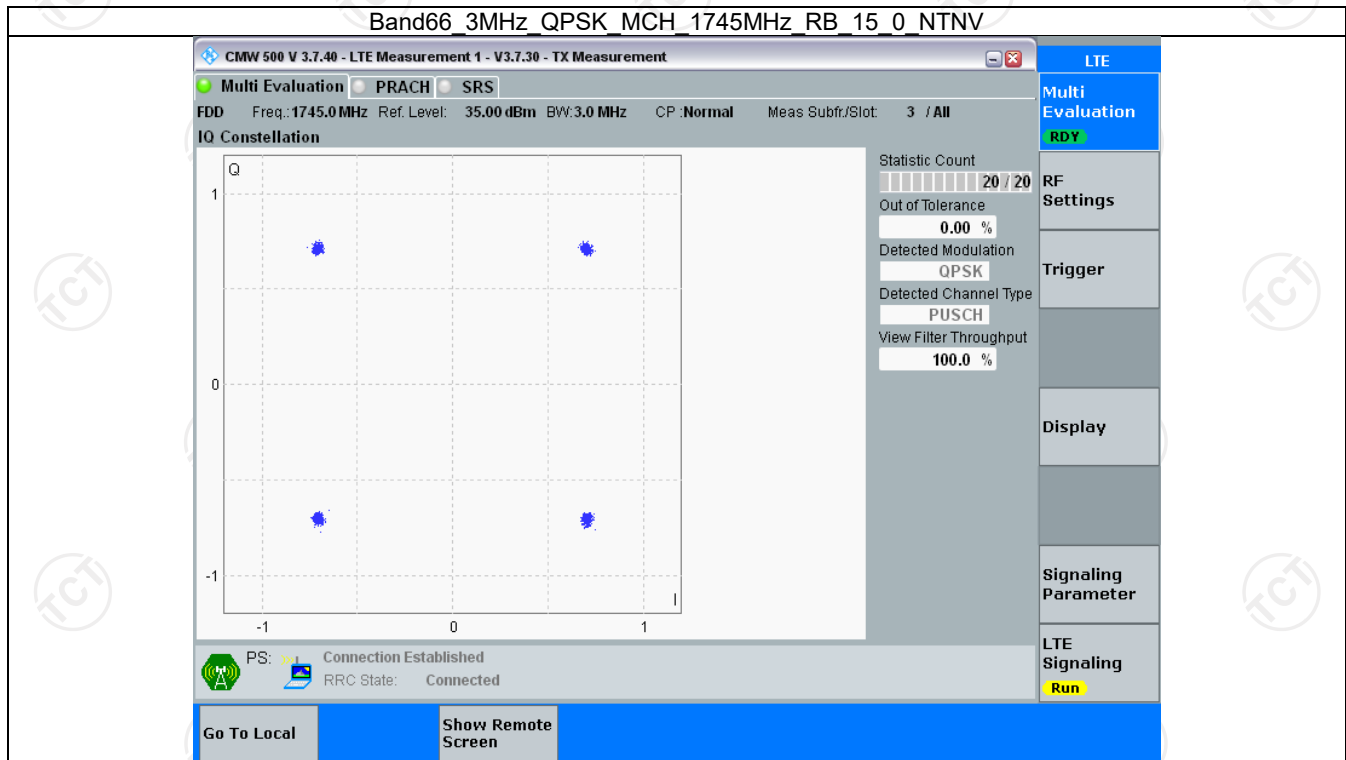 Band66_3MHz_QPSK_MCH_1745MHz_RB_15_0_NTNV
CMW 500 V 3.7.40 - LTE Measurement 1 - V3.7.30 - TX Measurement
LTE
Multi Evaluation PRACH SRS
FDD Freq.:1745.0 MHz Ref. Level: 35.00 dBm BW:3.0 MHz CP :Normal Meas Subfr./Slot: 3 / All
IQ Constellation
Q
1
0
-1
I
-1 0 1
Statistic Count
20 / 20
Out of Tolerance
0.00 %
Detected Modulation
QPSK
Detected Channel Type
PUSCH
View Filter Throughput
100.0 %
Multi
Evaluation
RDY
RF
Settings
Trigger
Display
Signaling
Parameter
LTE
Signaling
Run
PS: Connection Established
RRC State: Connected
Go To Local
Show Remote
Screen
TCT
TCT
TCT
TCT